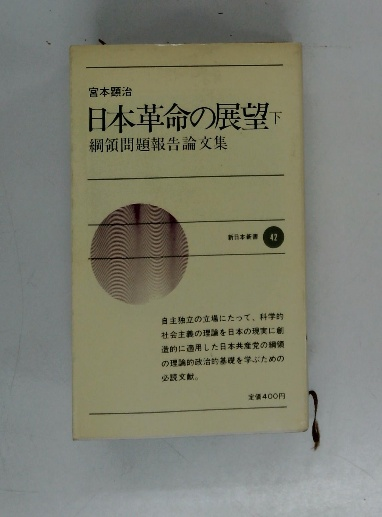 宮本顕治
日本革命の展望下
綱領問題報告論文集
新日本新書 42
自主独立の立場にたって、科学的
社会主義の理論を日本の現実に創
造的に適用した日本共産党の綱領
の理論的政治的基礎を学ぶための
必読文献。
定価400円